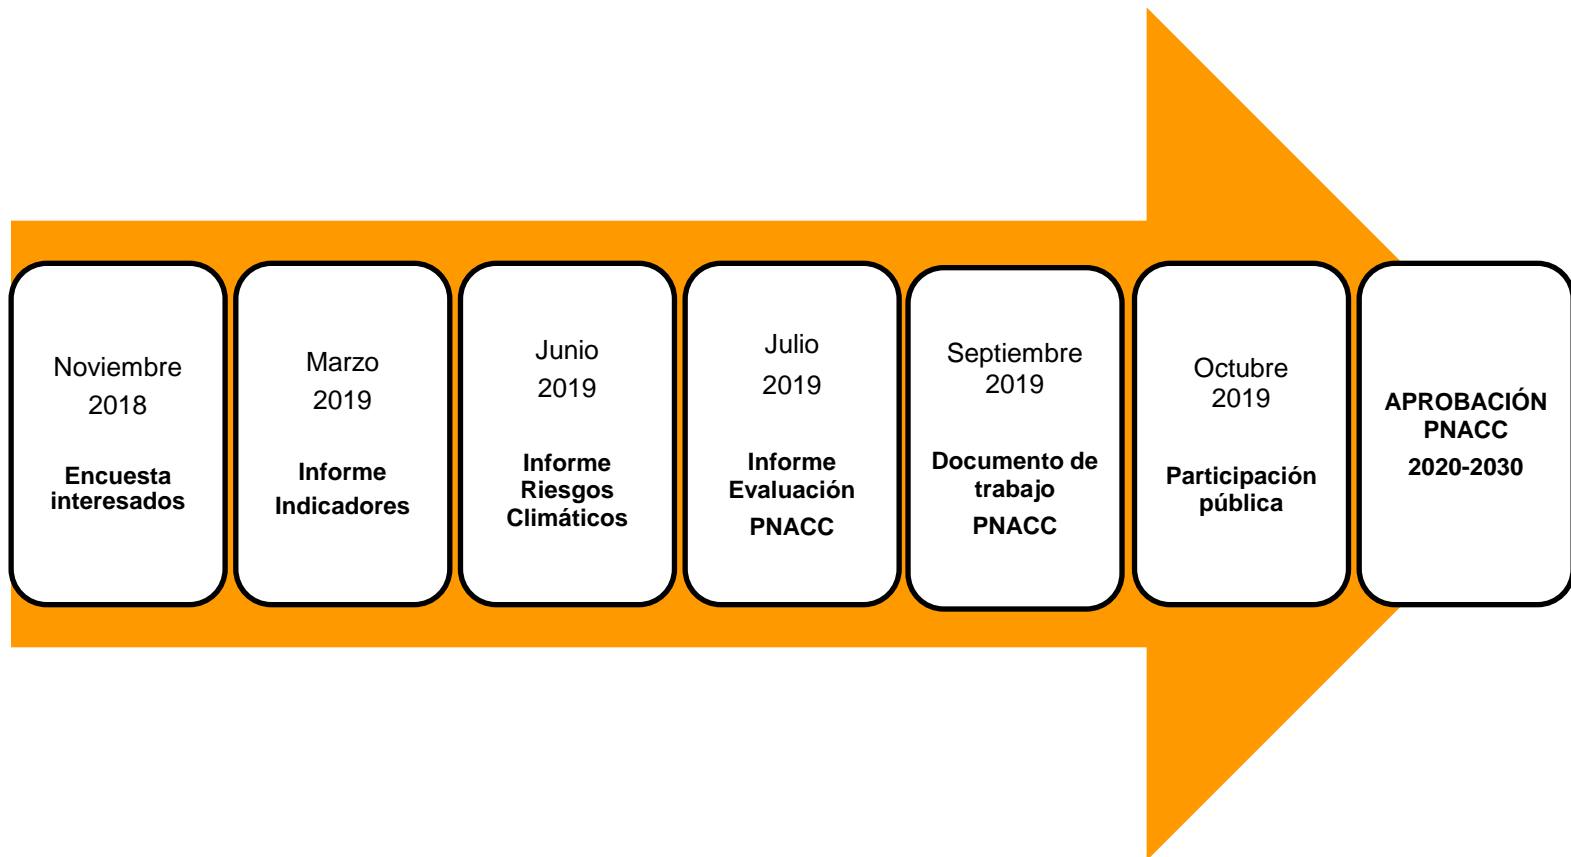 Noviembre
2018
Encuesta
interesados
Marzo
2019
Informe
Indicadores
Junio
2019
Informe
Riesgos
Climáticos
Julio
2019
Informe
Evaluación
PNACC
Septiembre
2019
Documento de
trabajo
PNACC
Octubre
2019
Participación
pública
APROBACIÓN
PNACC
2020-2030